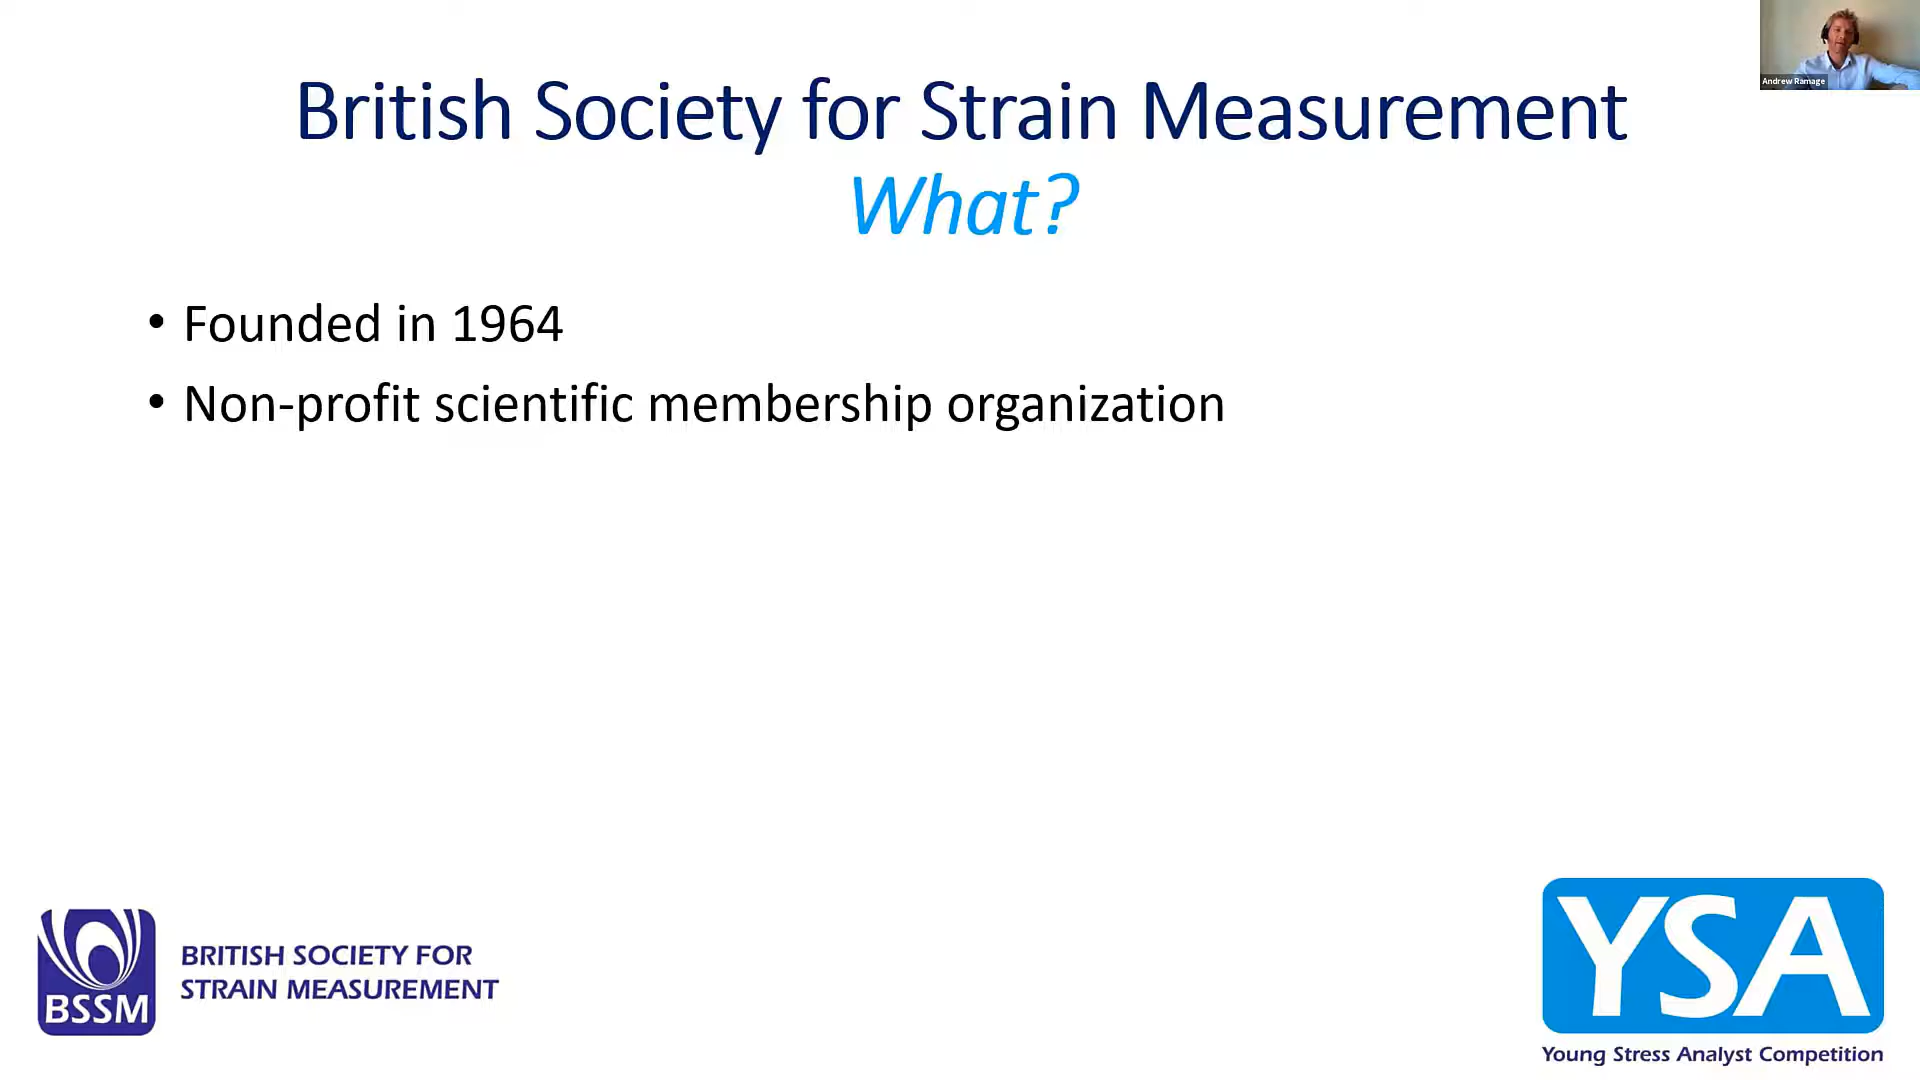 British Society for Strain Measurement
What?
Andrew Ramage
• Founded in 1964
• Non-profit scientific membership organization
BSSM
BRITISH SOCIETY FOR
STRAIN MEASUREMENT
YSA
Young Stress Analyst Competition